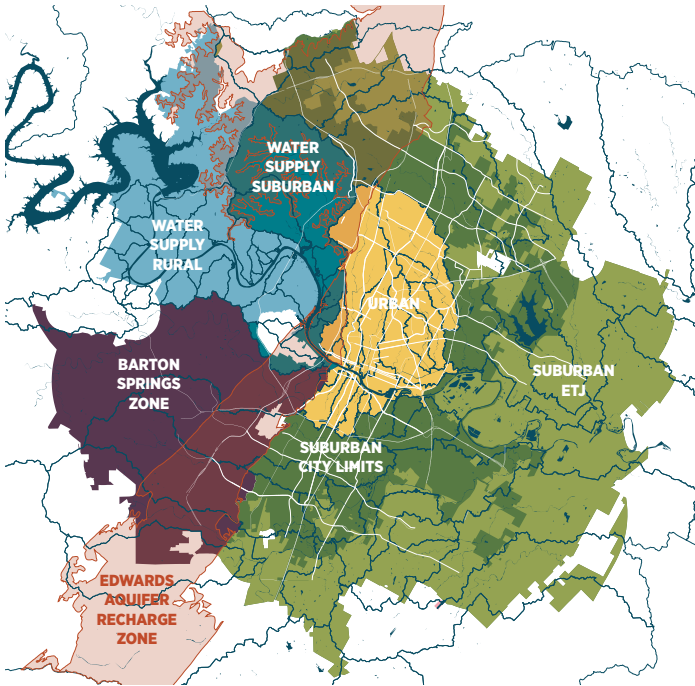 WATER
SUPPLY
SUBURBAN
WATER
SUPPLY
RURAL
URBAN
BARTON
SPRINGS
ZONE
SUBURBAN
ETJ
SUBURBAN
CITY LIMITS
EDWARDS
AQUIFER
RECHARGE
ZONE